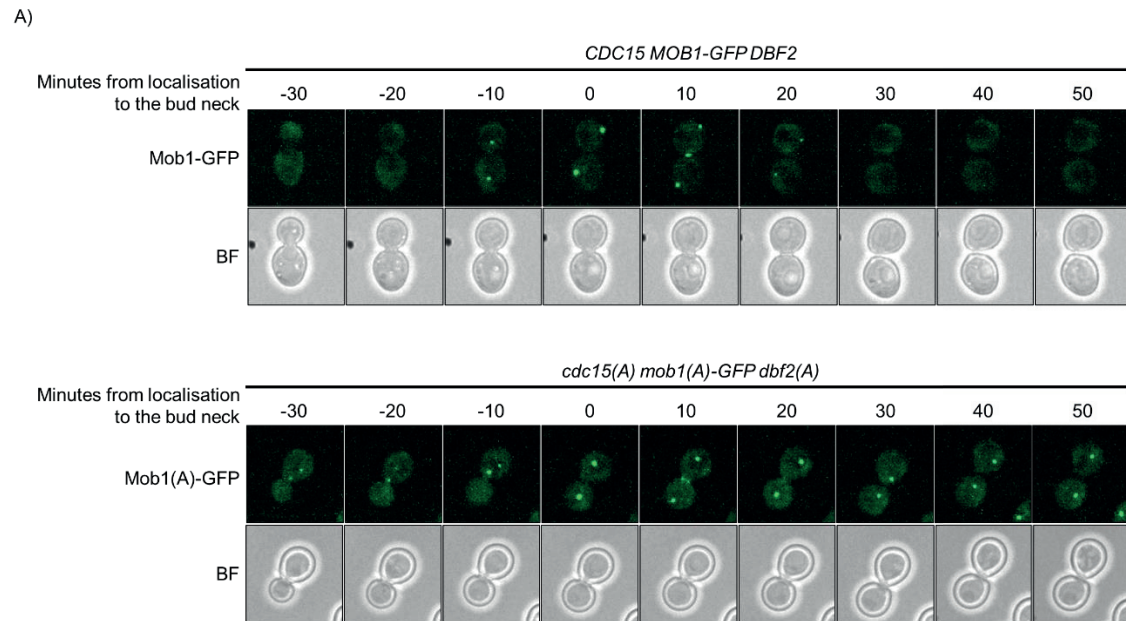 A)
CDC15 MOB1-GFP DBF2
Minutes from localisation
to the bud neck
-30 -20 -10 0 10 20 30 40 50
Mob1-GFP
BF
cdc15(A) mob1(A)-GFP dbf2(A)
Minutes from localisation
to the bud neck
-30 -20 -10 0 10 20 30 40 50
Mob1(A)-GFP
BF